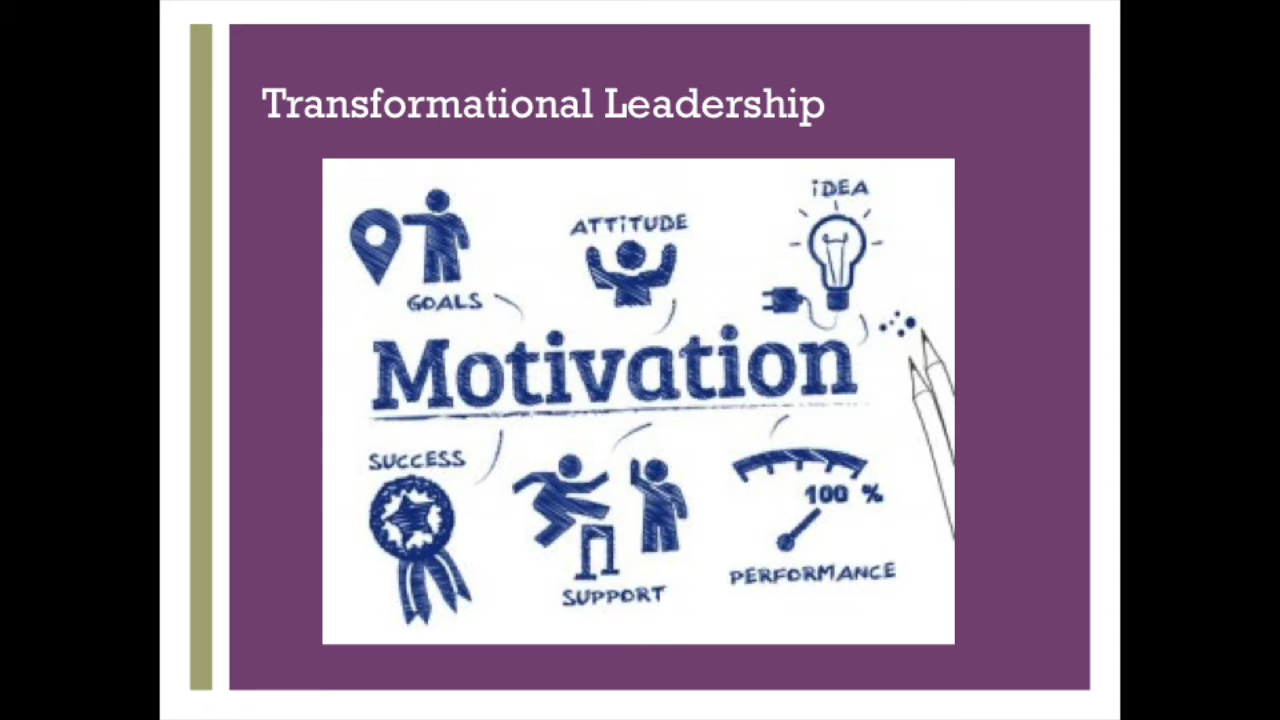 Transformational Leadership
iDEA
ATTiTUDE
GOALS
Motivation
SUCCESS
100 %
PERFORMANCE
SUPPORT